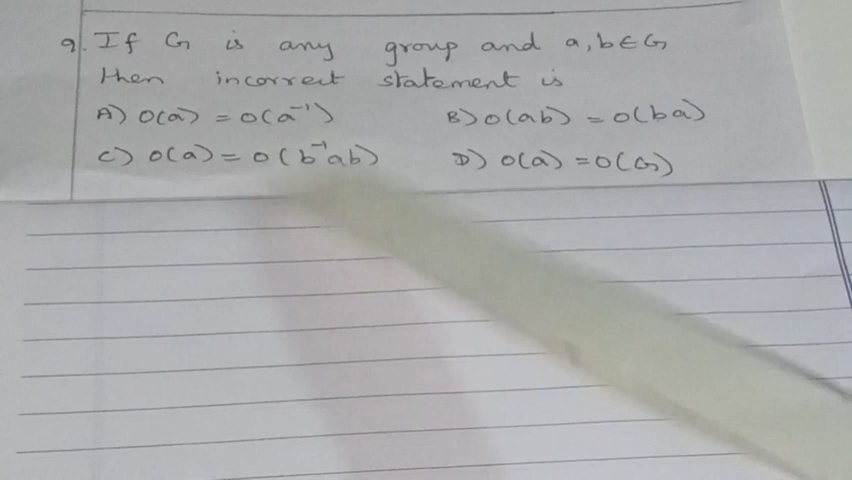 9. If G is any group and a, b ∈ G
then incorrect statement is
A) O(a) = O(a⁻¹) B) O(ab) = O(ba)
C) O(a) = O(b⁻¹ab) D) O(a) = O(G)